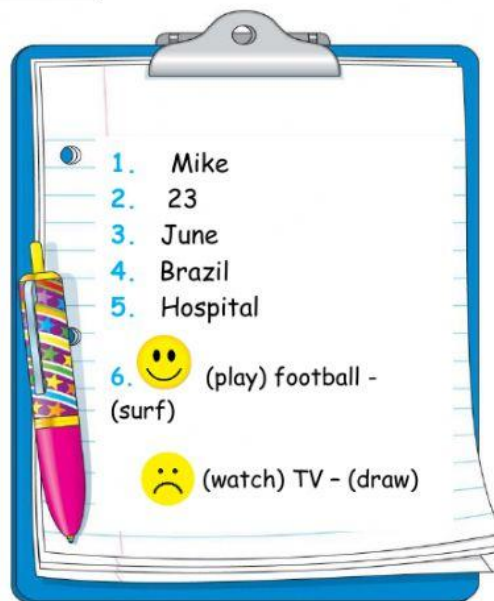 1. Mike
2. 23
3. June
4. Brazil
5. Hospital
6. (play) football -
(surf)
(watch) TV – (draw)